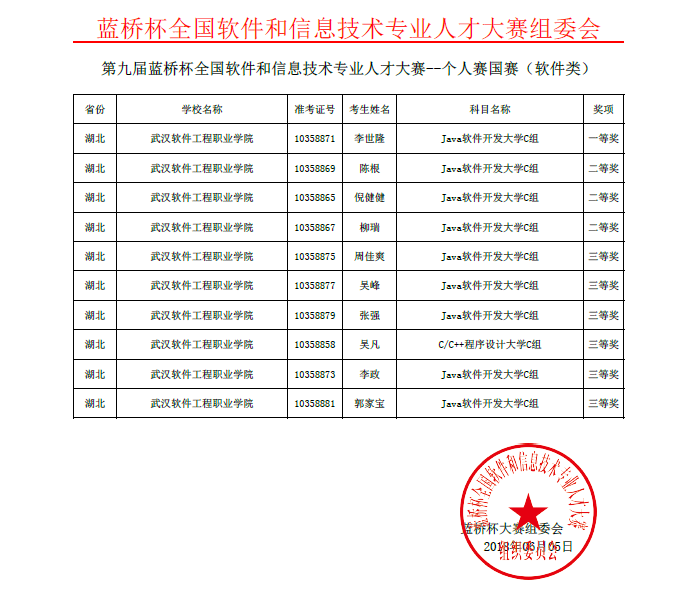 蓝桥杯全国软件和信息技术专业人才大赛组委会
第九届蓝桥杯全国软件和信息技术专业人才大赛--个人赛国赛（软件类）
省份 学校名称 准考证号 考生姓名 科目名称 奖项
湖北 武汉软件工程职业学院 10358871 李世隆 Java软件开发大学C组 一等奖
湖北 武汉软件工程职业学院 10358869 陈根 Java软件开发大学C组 二等奖
湖北 武汉软件工程职业学院 10358865 倪健健 Java软件开发大学C组 二等奖
湖北 武汉软件工程职业学院 10358867 柳瑞 Java软件开发大学C组 二等奖
湖北 武汉软件工程职业学院 10358875 周佳爽 Java软件开发大学C组 三等奖
湖北 武汉软件工程职业学院 10358877 吴峰 Java软件开发大学C组 三等奖
湖北 武汉软件工程职业学院 10358879 张强 Java软件开发大学C组 三等奖
湖北 武汉软件工程职业学院 10358858 吴凡 C/C++程序设计大学C组 三等奖
湖北 武汉软件工程职业学院 10358873 李政 Java软件开发大学C组 三等奖
湖北 武汉软件工程职业学院 10358881 郭家宝 Java软件开发大学C组 三等奖
蓝桥杯全国软件和信息技术专业人才大赛
蓝桥杯大赛组委会
2018年06月05日
组织委员会